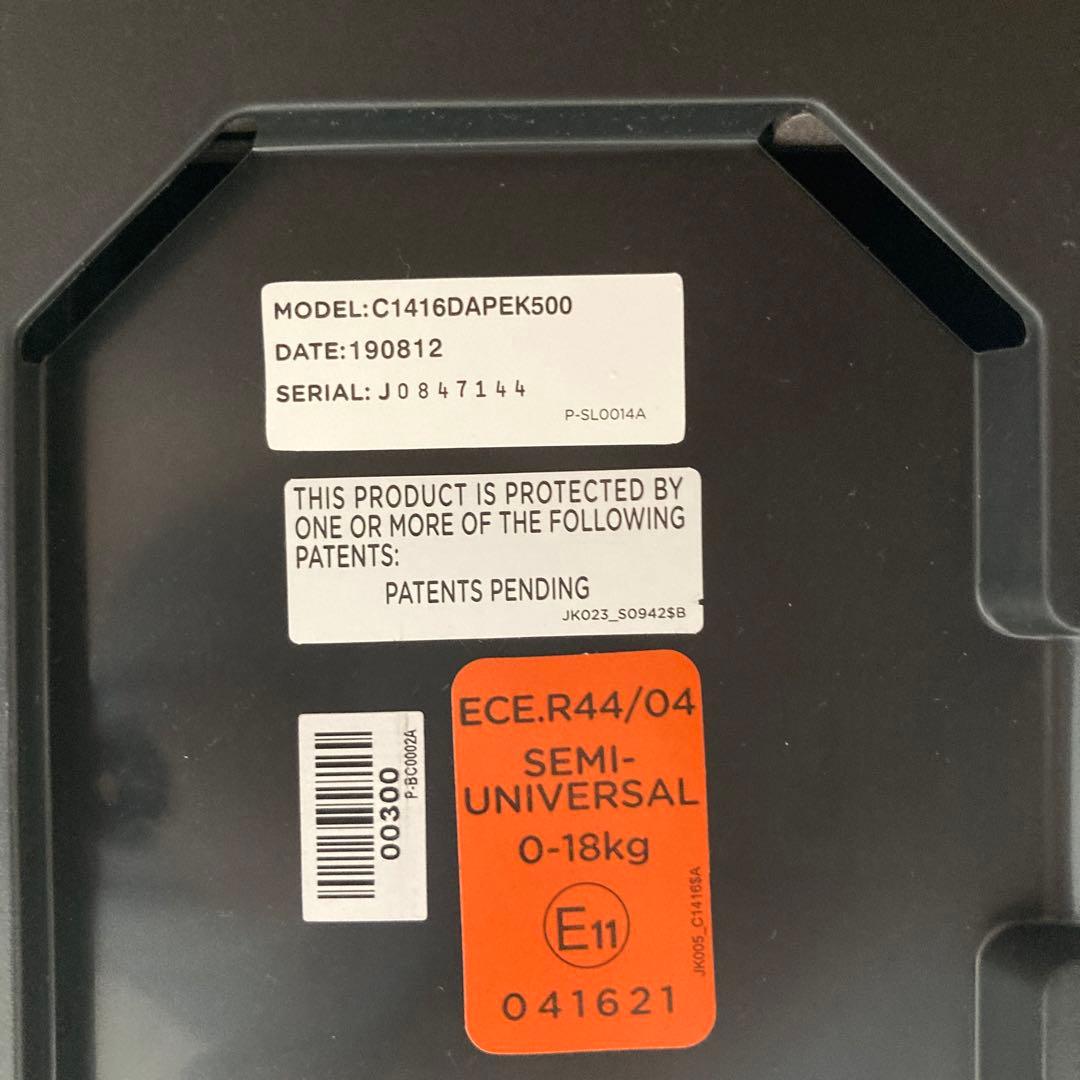 MODEL:C1416DAPEK500
DATE:190812
SERIAL: J0847144
P-SL0014A
THIS PRODUCT IS PROTECTED BY
ONE OR MORE OF THE FOLLOWING
PATENTS:
PATENTS PENDING
JK023_S0942$B
00300
P-BC0002A
ECE.R44/04
SEMI-
UNIVERSAL
0-18kg
E11
041621
JK005_C1416$A